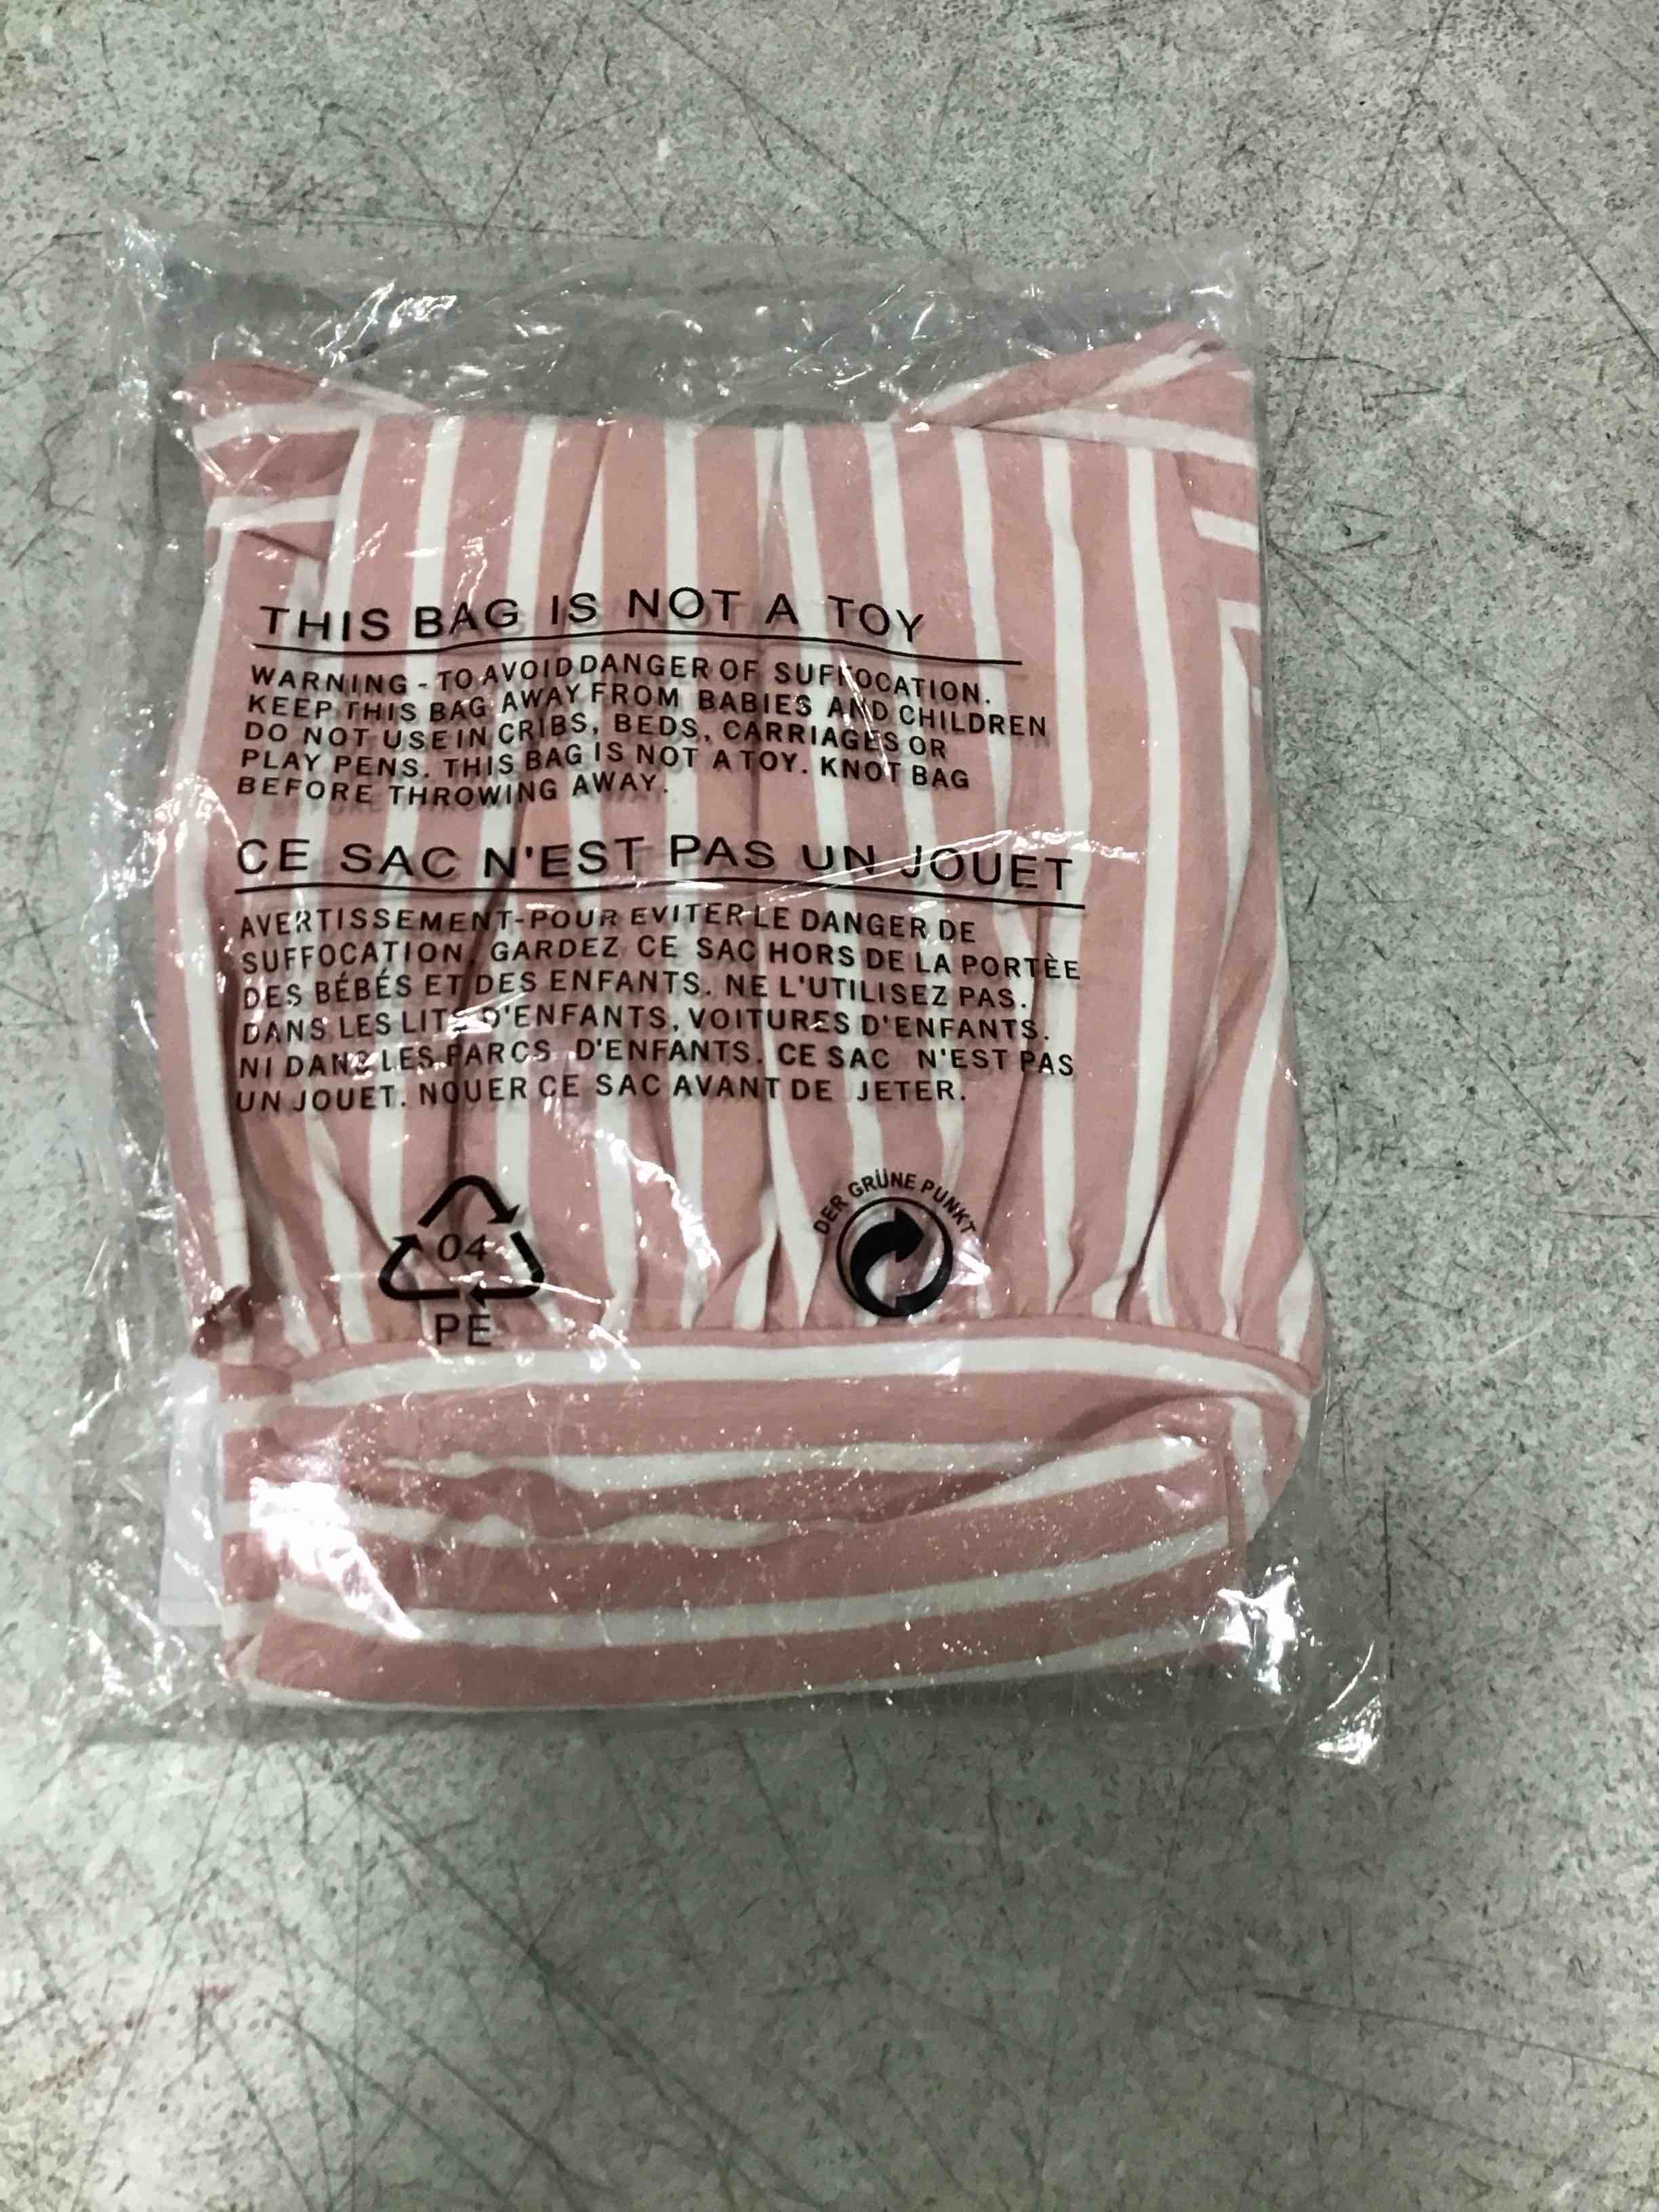 THIS BAG IS NOT A TOY
WARNING - TO AVOID DANGER OF SUFFOCATION.
KEEP THIS BAG AWAY FROM BABIES AND CHILDREN
DO NOT USE IN CRIBS, BEDS, CARRIAGES OR
PLAY PENS. THIS BAG IS NOT A TOY. KNOT BAG
BEFORE THROWING AWAY.
CE SAC N'EST PAS UN JOUET
AVERTISSEMENT-POUR EVITER LE DANGER DE
SUFFOCATION, GARDEZ CE SAC HORS DE LA PORTÈE
DES BÉBÉS ET DES ENFANTS. NE L'UTILISEZ PAS.
DANS LES LITS D'ENFANTS, VOITURES D'ENFANTS.
NI DANS LES PARCS D'ENFANTS. CE SAC N'EST PAS
UN JOUET. NOUER CE SAC AVANT DE JETER.
DER GRÜNE PUNKT
04
PE